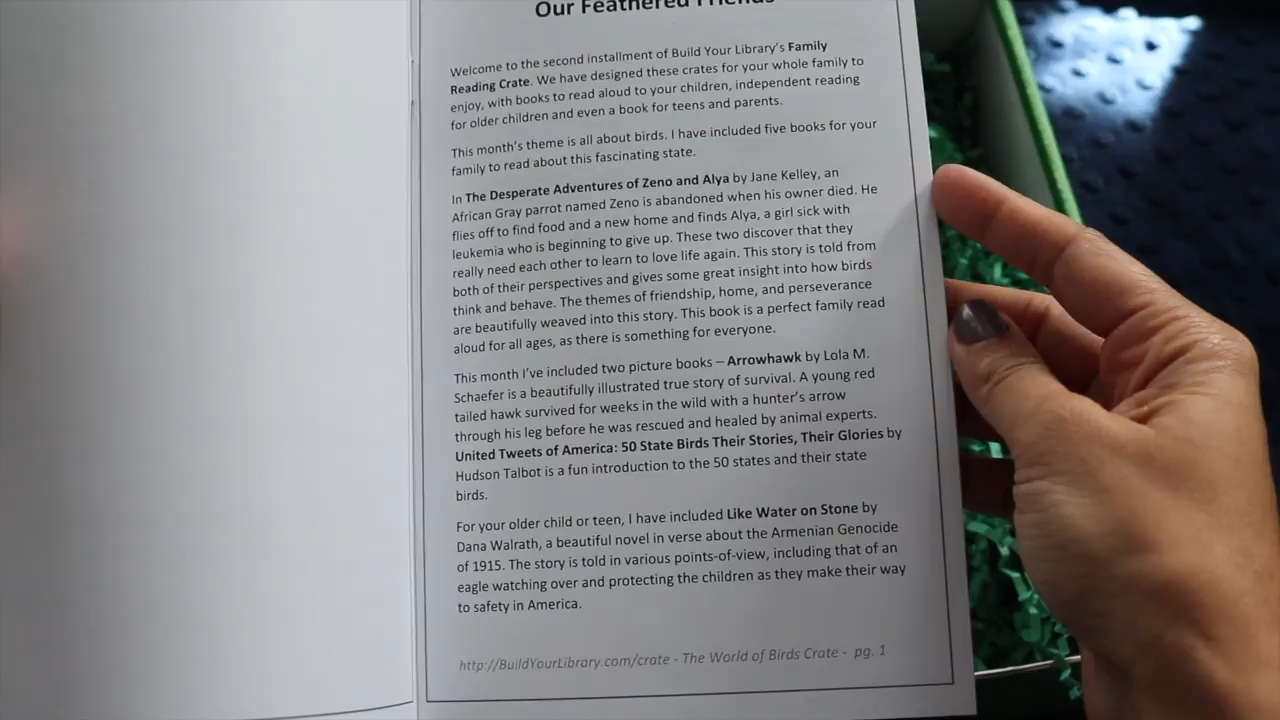 Our Feathered Friends
Welcome to the second installment of Build Your Library's Family
Reading Crate. We have designed these crates for your whole family to
enjoy, with books to read aloud to your children, independent reading
for older children and even a book for teens and parents.
This month's theme is all about birds. I have included five books for your
family to read about this fascinating state.
In The Desperate Adventures of Zeno and Alya by Jane Kelley, an
African Gray parrot named Zeno is abandoned when his owner died. He
flies off to find food and a new home and finds Alya, a girl sick with
leukemia who is beginning to give up. These two discover that they
really need each other to learn to love life again. This story is told from
both of their perspectives and gives some great insight into how birds
think and behave. The themes of friendship, home, and perseverance
are beautifully weaved into this story. This book is a perfect family read
aloud for all ages, as there is something for everyone.
This month I've included two picture books – Arrowhawk by Lola M.
Schaefer is a beautifully illustrated true story of survival. A young red
tailed hawk survived for weeks in the wild with a hunter's arrow
through his leg before he was rescued and healed by animal experts.
United Tweets of America: 50 State Birds Their Stories, Their Glories by
Hudson Talbot is a fun introduction to the 50 states and their state
birds.
For your older child or teen, I have included Like Water on Stone by
Dana Walrath, a beautiful novel in verse about the Armenian Genocide
of 1915. The story is told in various points-of-view, including that of an
eagle watching over and protecting the children as they make their way
to safety in America.
http://BuildYourLibrary.com/crate - The World of Birds Crate - pg. 1